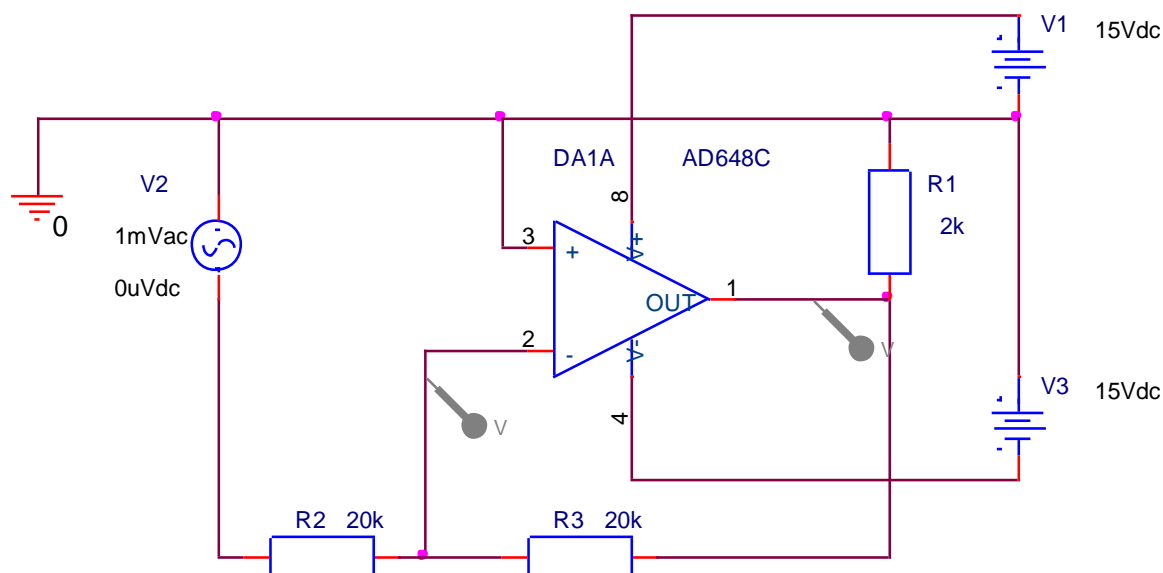 V1 15Vdc
DA1A AD648C
V2
R1
8
0
1mVac
3
2k
+
V+
0uVdc
OUT
1
2
-
V-
V
V3 15Vdc
4
V
R2 20k
R3 20k